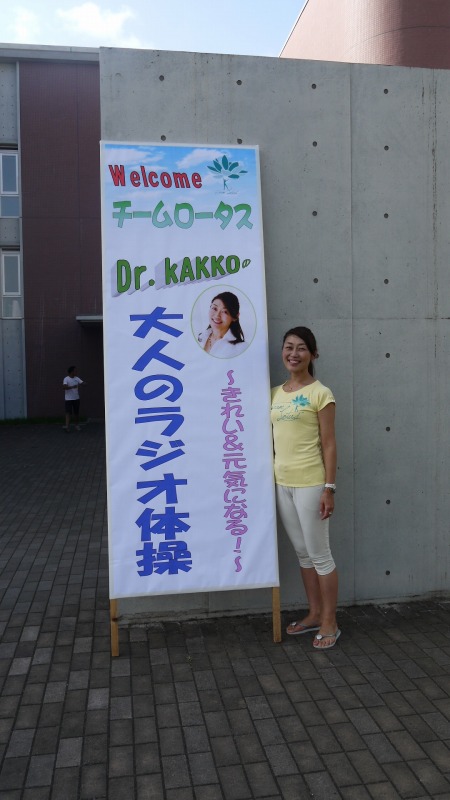 Welcome
チームロータス
Dr. kAKKOの
大人のラジオ体操
～きれい&元気になる!～